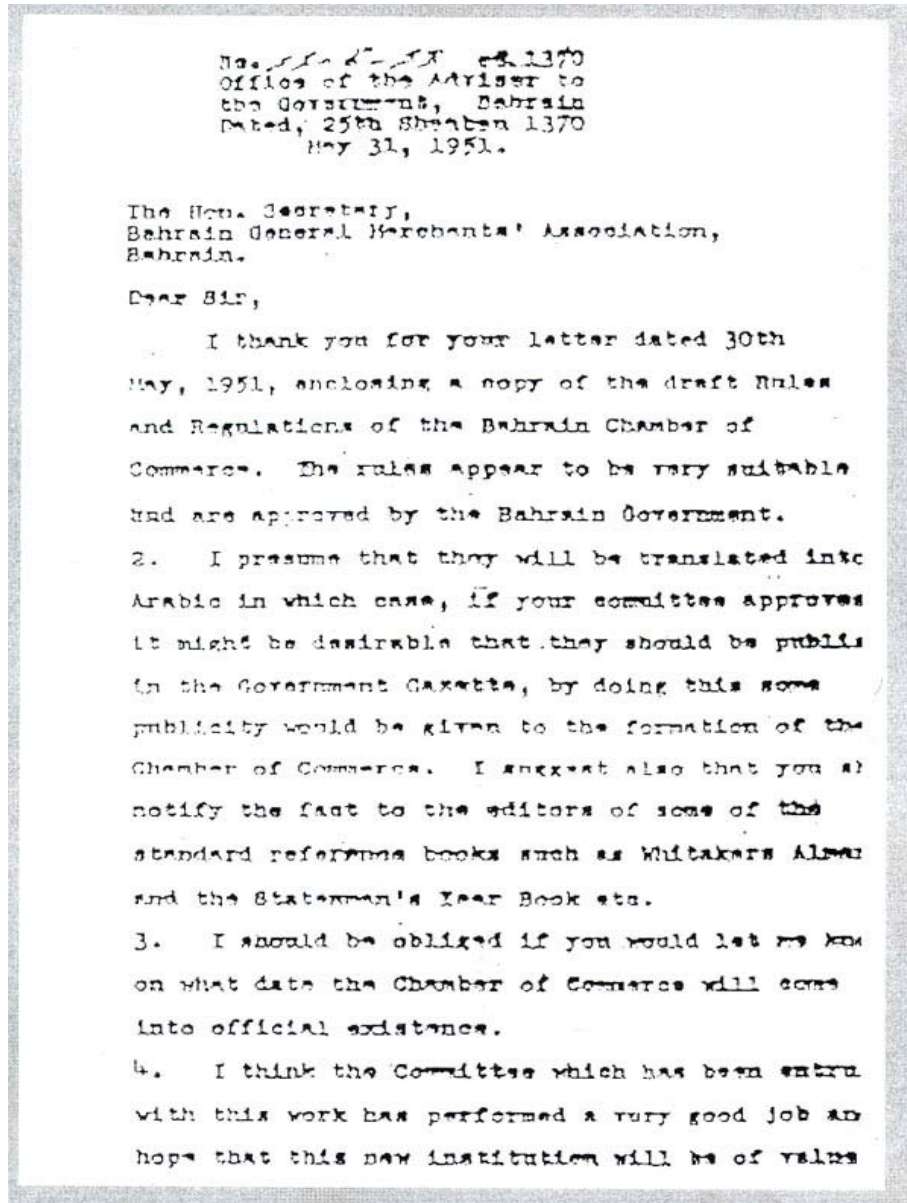 No. of 1370
Office of the Adviser to
the Government, Bahrain
Dated, 25th Shaaban 1370
May 31, 1951.
The Hon. Secretary,
Bahrain General Merchants' Association,
Bahrain.
Dear Sir,
I thank you for your letter dated 30th
May, 1951, enclosing a copy of the draft Rules
and Regulations of the Bahrain Chamber of
Commerce. The rules appear to be very suitable
and are approved by the Bahrain Government.
2. I presume that they will be translated into
Arabic in which case, if your committee approves
it might be desirable that they should be publis
in the Government Gazette, by doing this some
publicity would be given to the formation of the
Chamber of Commerce. I suggest also that you sh
notify the fact to the editors of some of the
standard reference books such as Whitakers Alman
and the Statesman's Year Book etc.
3. I should be obliged if you would let me know
on what date the Chamber of Commerce will come
into official existence.
4. I think the Committee which has been entru
with this work has performed a very good job an
hope that this new institution will be of value